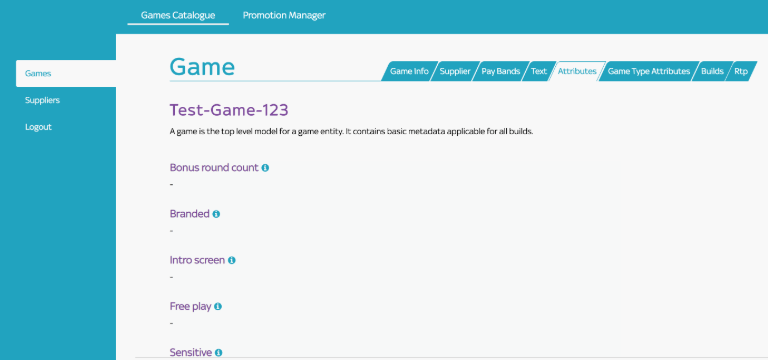 Games Catalogue Promotion Manager
Games
Suppliers
Logout
Game
Game Info Supplier Pay Bands Text Attributes Game Type Attributes Builds Rtp
Test-Game-123
A game is the top level model for a game entity. It contains basic metadata applicable for all builds.
Bonus round count
-
Branded
-
Intro screen
-
Free play
-
Sensitive